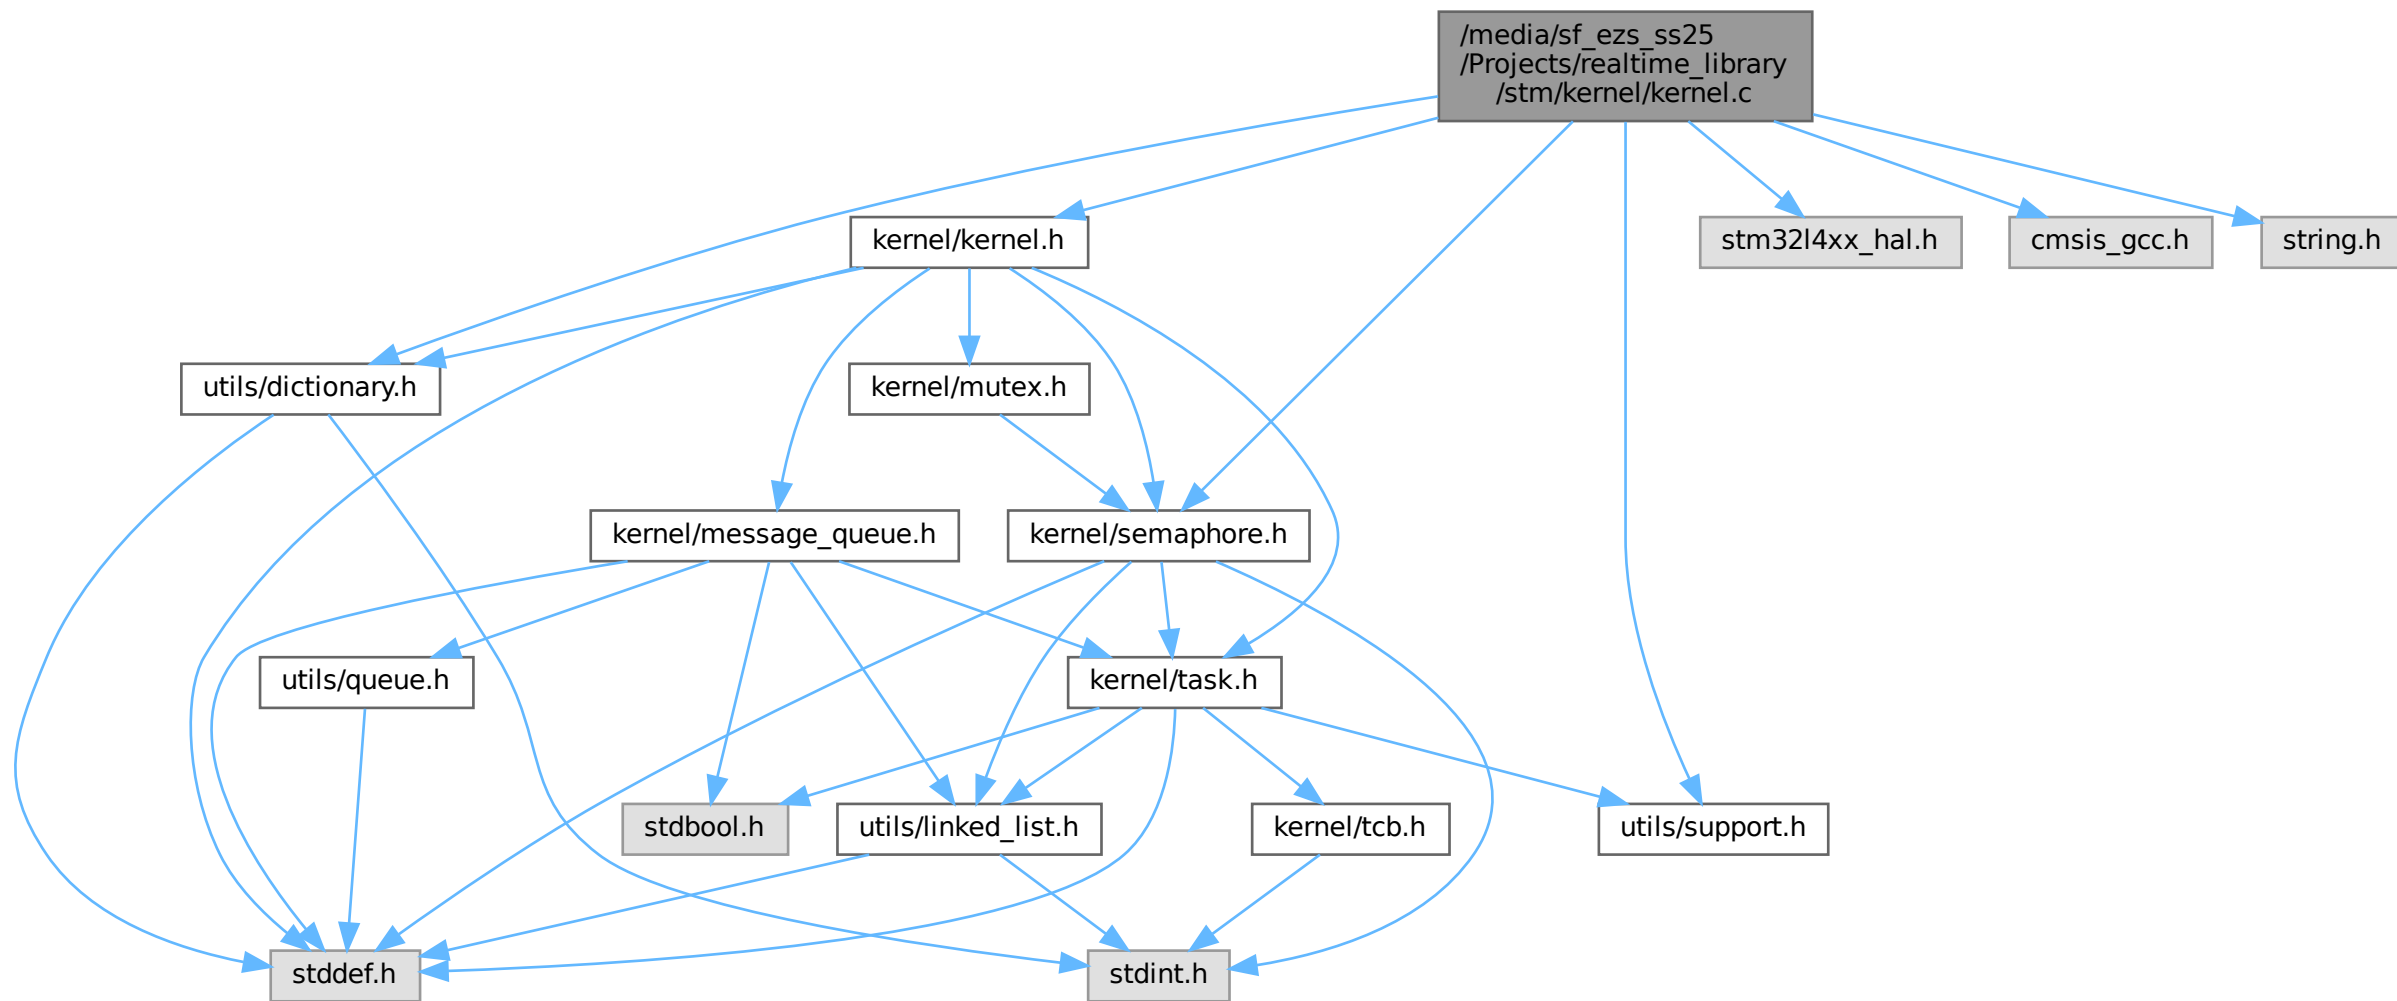 /media/sf_ezs_ss25
/Projects/realtime_library
/stm/kernel/kernel.c
kernel/kernel.h
stm32l4xx_hal.h
cmsis_gcc.h
string.h
utils/dictionary.h
kernel/mutex.h
kernel/message_queue.h
kernel/semaphore.h
utils/queue.h
kernel/task.h
stdbool.h
utils/linked_list.h
kernel/tcb.h
utils/support.h
stddef.h
stdint.h